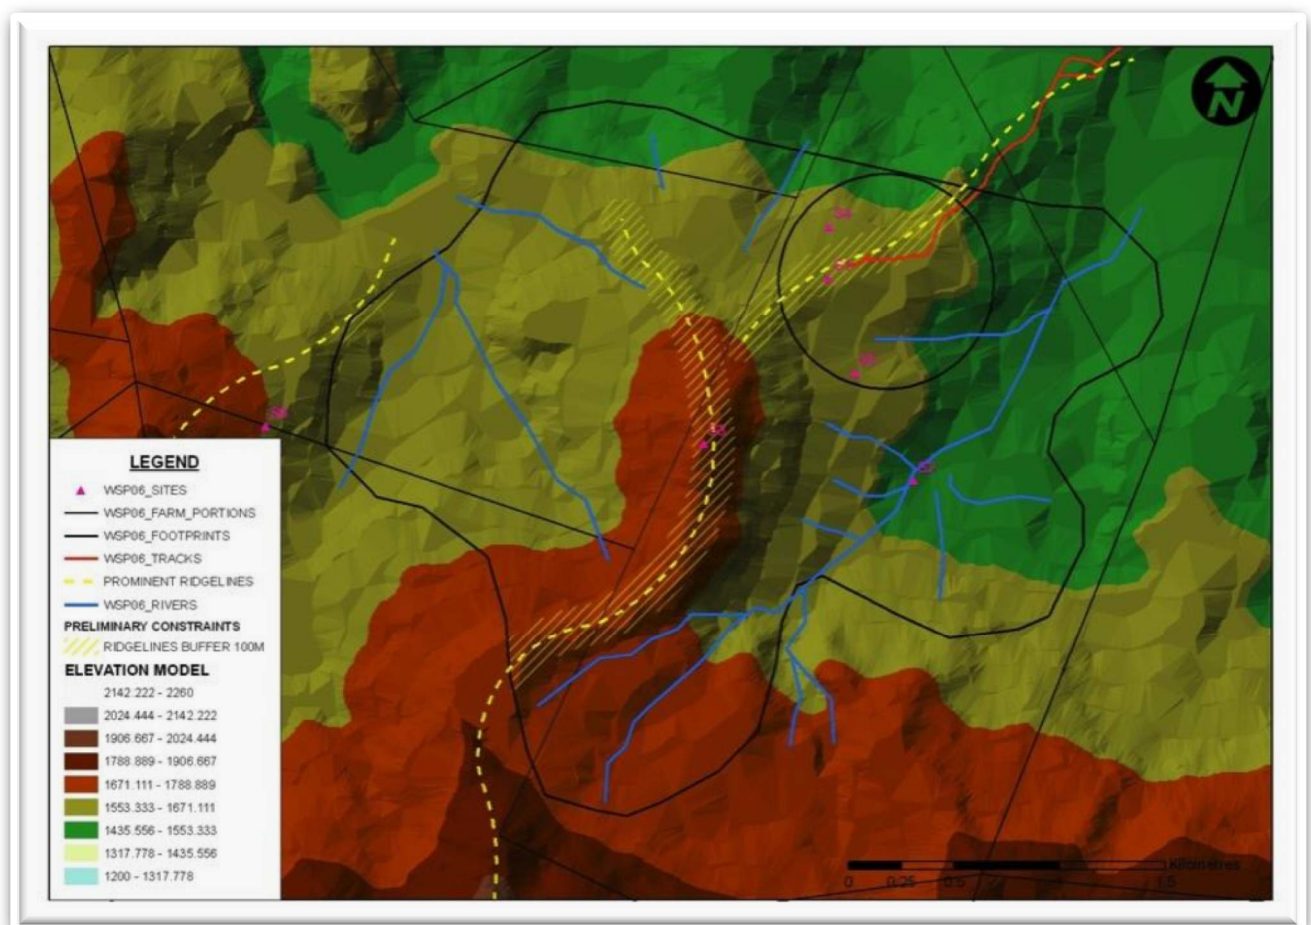 N
LEGEND
WSP06_SITES
WSP06_FARM_PORTIONS
WSP06_FOOTPRINTS
WSP06_TRACKS
PROMINENT RIDGELINES
WSP06_RIVERS
PRELIMINARY CONSTRAINTS
RIDGELINES BUFFER 100M
ELEVATION MODEL
2142.222 - 2260
2024.444 - 2142.222
1906.667 - 2024.444
1788.889 - 1906.667
1671.111 - 1788.889
1553.333 - 1671.111
1435.556 - 1553.333
1317.778 - 1435.556
1200 - 1317.778
Kilometres
0 0.25 0.5 1 1.5